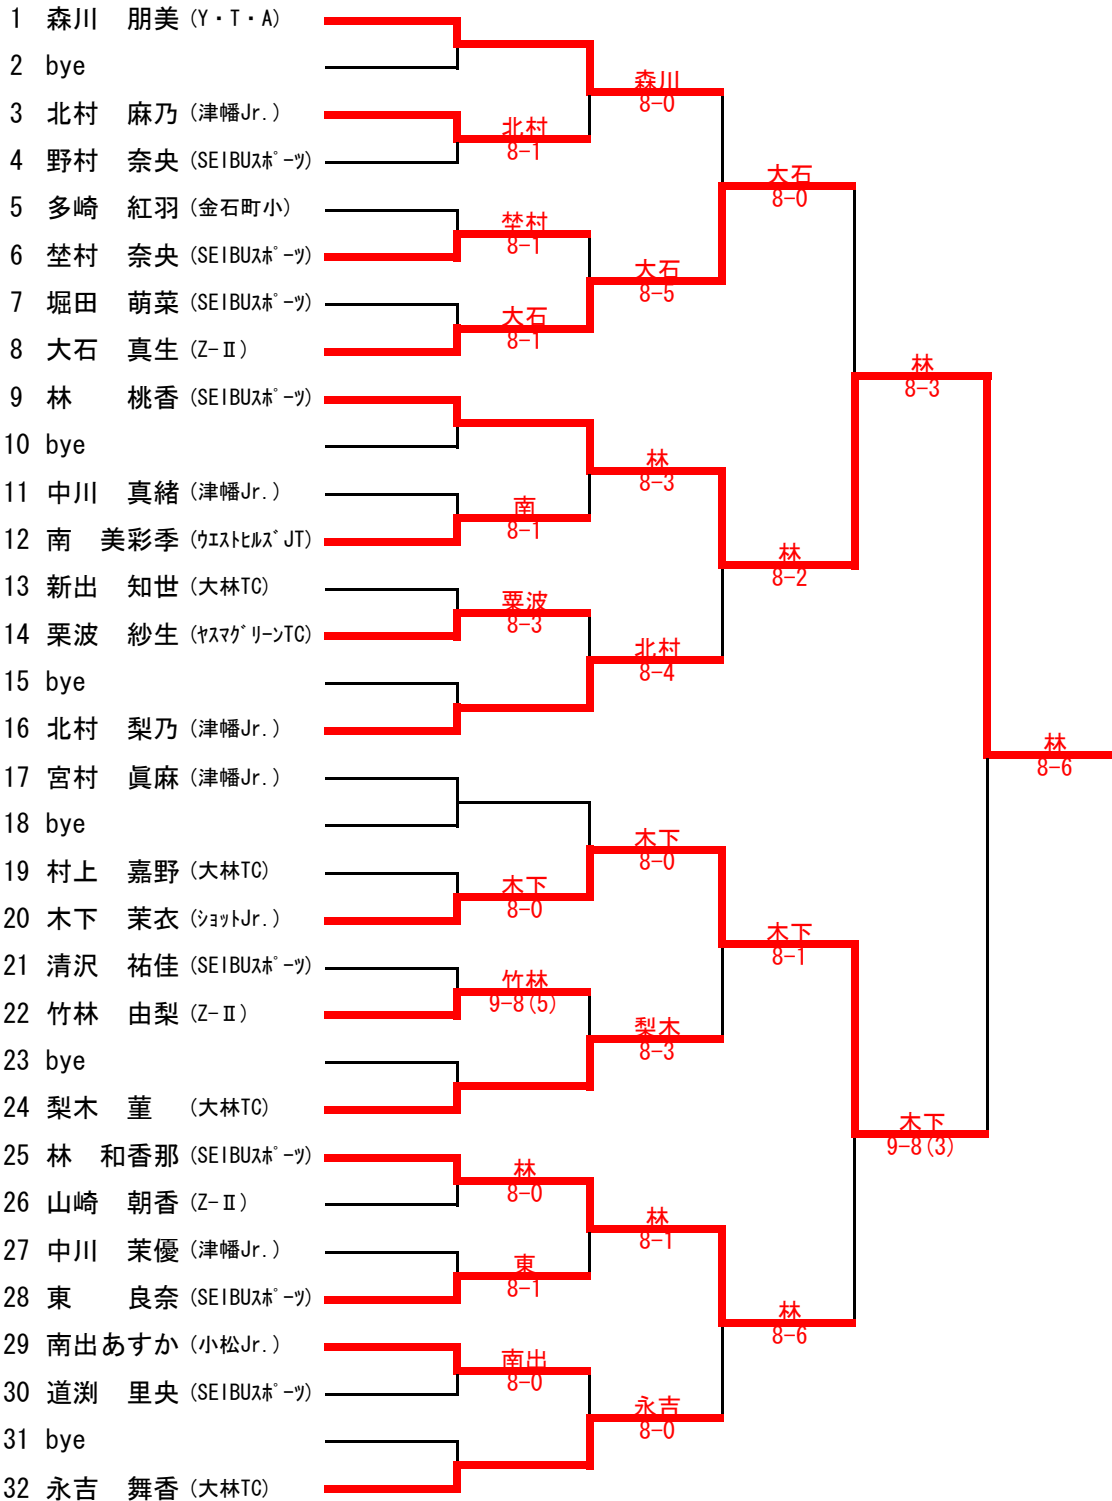 1 森川 朋美 (Y・T・A)
2 bye
3 北村 麻乃 (津幡Jr.)
4 野村 奈央 (SEIBUｽﾎﾟｰﾂ)
5 多崎 紅羽 (金石町小)
6 埜村 奈央 (SEIBUｽﾎﾟｰﾂ)
7 堀田 萌菜 (SEIBUｽﾎﾟｰﾂ)
8 大石 真生 (Z-Ⅱ)
9 林 桃香 (SEIBUｽﾎﾟｰﾂ)
10 bye
11 中川 真緒 (津幡Jr.)
12 南 美彩季 (ｳｴｽﾄﾋﾙｽﾞJT)
13 新出 知世 (大林TC)
14 栗波 紗生 (ﾔｽﾏｸﾞﾘｰﾝTC)
15 bye
16 北村 梨乃 (津幡Jr.)
17 宮村 眞麻 (津幡Jr.)
18 bye
19 村上 嘉野 (大林TC)
20 木下 茉衣 (ｼｮｯﾄJr.)
21 清沢 祐佳 (SEIBUｽﾎﾟｰﾂ)
22 竹林 由梨 (Z-Ⅱ)
23 bye
24 梨木 菫 (大林TC)
25 林 和香那 (SEIBUｽﾎﾟｰﾂ)
26 山崎 朝香 (Z-Ⅱ)
27 中川 茉優 (津幡Jr.)
28 東 良奈 (SEIBUｽﾎﾟｰﾂ)
29 南出あすか (小松Jr.)
30 道渕 里央 (SEIBUｽﾎﾟｰﾂ)
31 bye
32 永吉 舞香 (大林TC)
北村
8-1
埜村
8-1
大石
8-1
南
8-1
粟波
8-3
木下
8-0
竹林
9-8(5)
林
8-0
東
8-1
南出
8-0
森川
8-0
大石
8-5
林
8-3
北村
8-4
木下
8-0
梨木
8-3
林
8-1
永吉
8-0
大石
8-0
林
8-2
木下
8-1
林
8-6
林
8-3
木下
9-8(3)
林
8-6